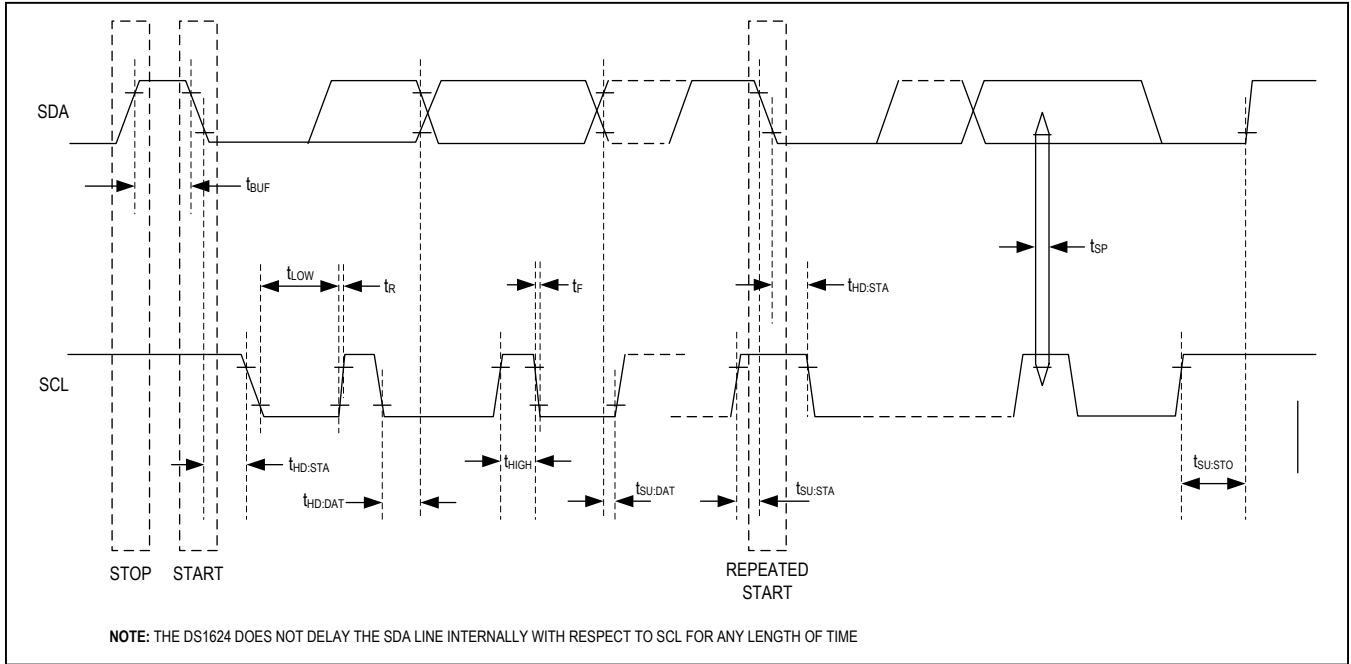 SDA
tBUF
tLOW
tR
tF
tSP
tHD:STA
SCL
tHD:STA
tHD:DAT
tHIGH
tSU:DAT
tSU:STA
tSU:STO
STOP
START
REPEATED
START
NOTE: THE DS1624 DOES NOT DELAY THE SDA LINE INTERNALLY WITH RESPECT TO SCL FOR ANY LENGTH OF TIME